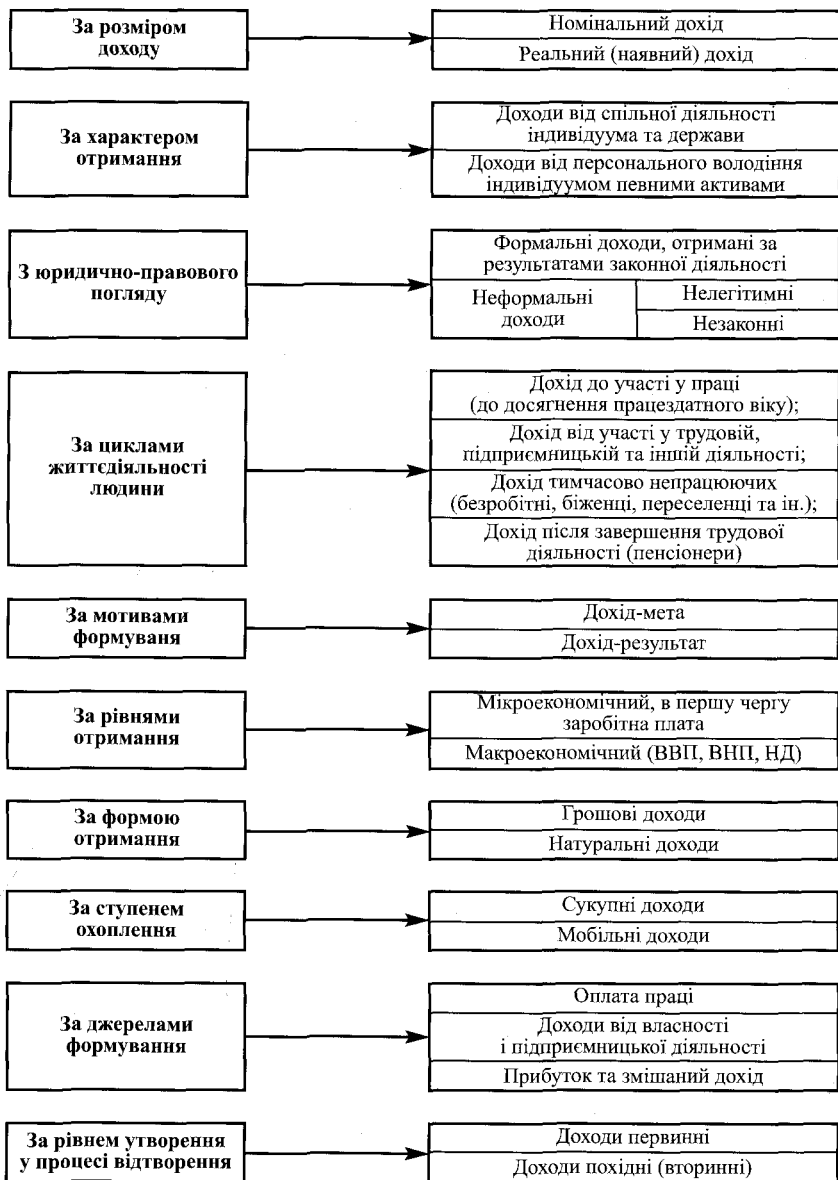 За розміром
доходу
Номінальний дохід
Реальний (наявний) дохід
За характером
отримання
Доходи від спільної діяльності
індивідуума та держави
Доходи від персонального володіння
індивідуумом певними активами
З юридично-правового
погляду
Формальні доходи, отримані за
результатами законної діяльності
Неформальні
доходи
Нелегітимні
Незаконні
За циклами
життєдіяльності
людини
Дохід до участі у праці
(до досягнення працездатного віку);
Дохід від участі у трудовій,
підприємницькій та іншій діяльності;
Дохід тимчасово непрацюючих
(безробітні, біженці, переселенці та ін.);
Дохід після завершення трудової
діяльності (пенсіонери)
За мотивами
формуваня
Дохід-мета
Дохід-результат
За рівнями
отримання
Мікроекономічний, в першу чергу
заробітна плата
Макроекономічний (ВВП, ВНП, НД)
За формою
отримання
Грошові доходи
Натуральні доходи
За ступенем
охоплення
Сукупні доходи
Мобільні доходи
За джерелами
формування
Оплата праці
Доходи від власності
і підприємницької діяльності
Прибуток та змішаний дохід
За рівнем утворення
у процесі відтворення
Доходи первинні
Доходи похідні (вторинні)